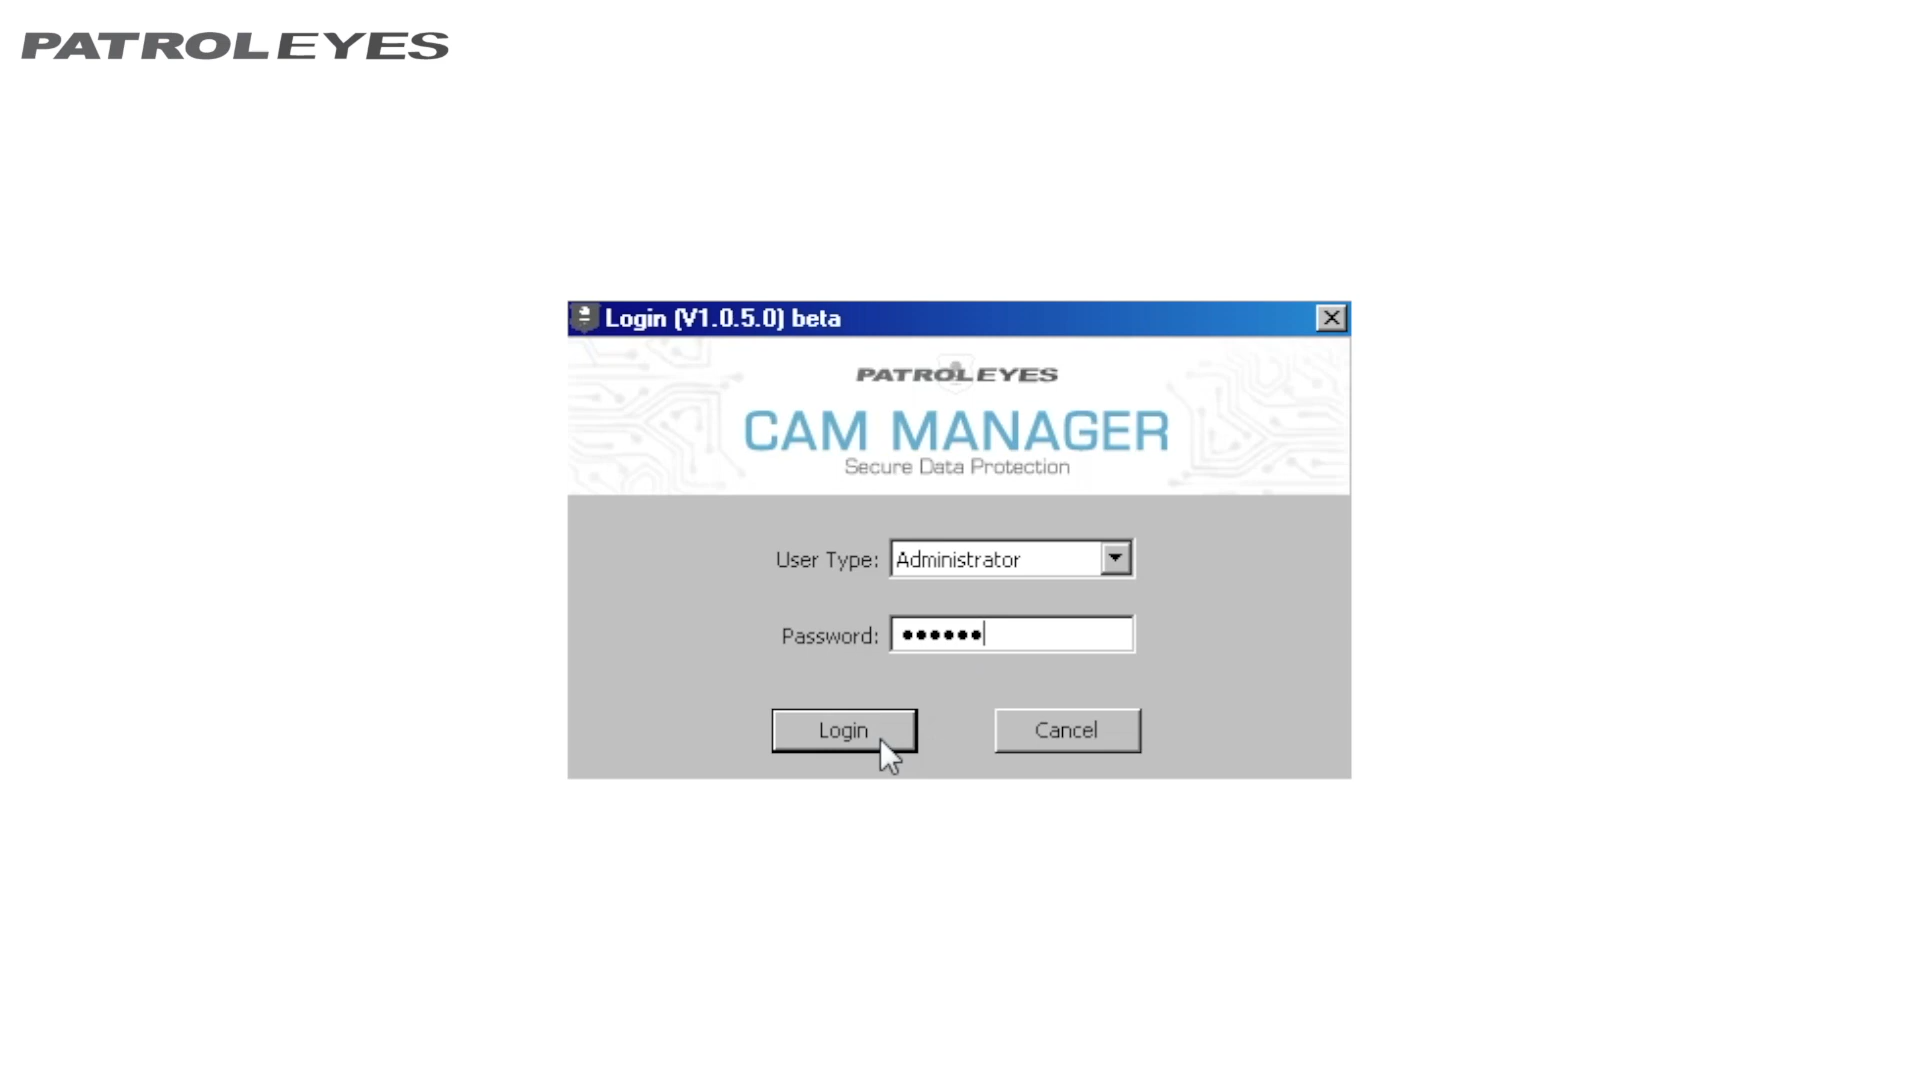 PATROLEYES
Login (V1.0.5.0) beta
PATROLEYES
CAM MANAGER
Secure Data Protection
User Type: Administrator
Password: ●●●●●●
Login Cancel